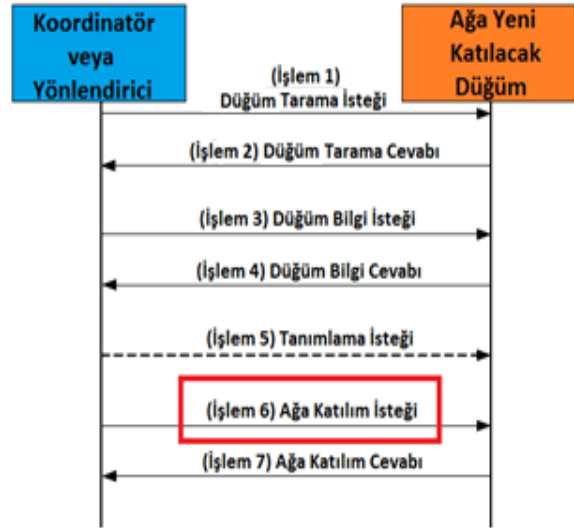 Koordinatör
veya
Yönlendirici
Ağa Yeni
Katılacak
Düğüm
(İşlem 1)
Düğüm Tarama İsteği
(İşlem 2) Düğüm Tarama Cevabı
(İşlem 3) Düğüm Bilgi İsteği
(İşlem 4) Düğüm Bilgi Cevabı
(İşlem 5) Tanımlama İsteği
(İşlem 6) Ağa Katılım İsteği
(İşlem 7) Ağa Katılım Cevabı